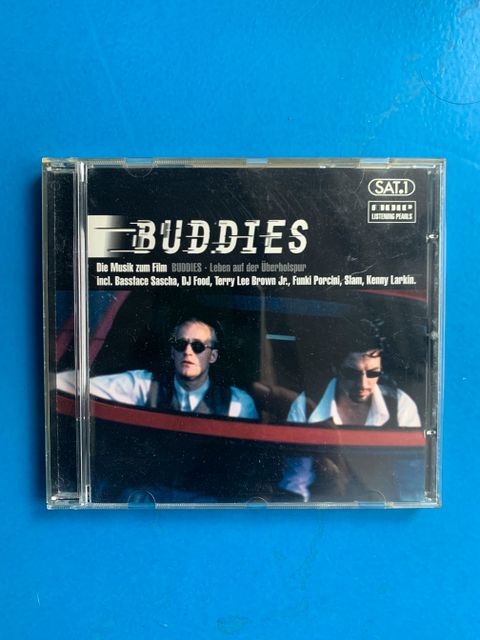 SAT.1
LISTENING PEARLS
BUDDIES
Die Musik zum Film BUDDIES · Leben auf der Überholspur
incl. Bassface Sascha, DJ Food, Terry Lee Brown Jr., Funki Porcini, Slam, Kenny Larkin.